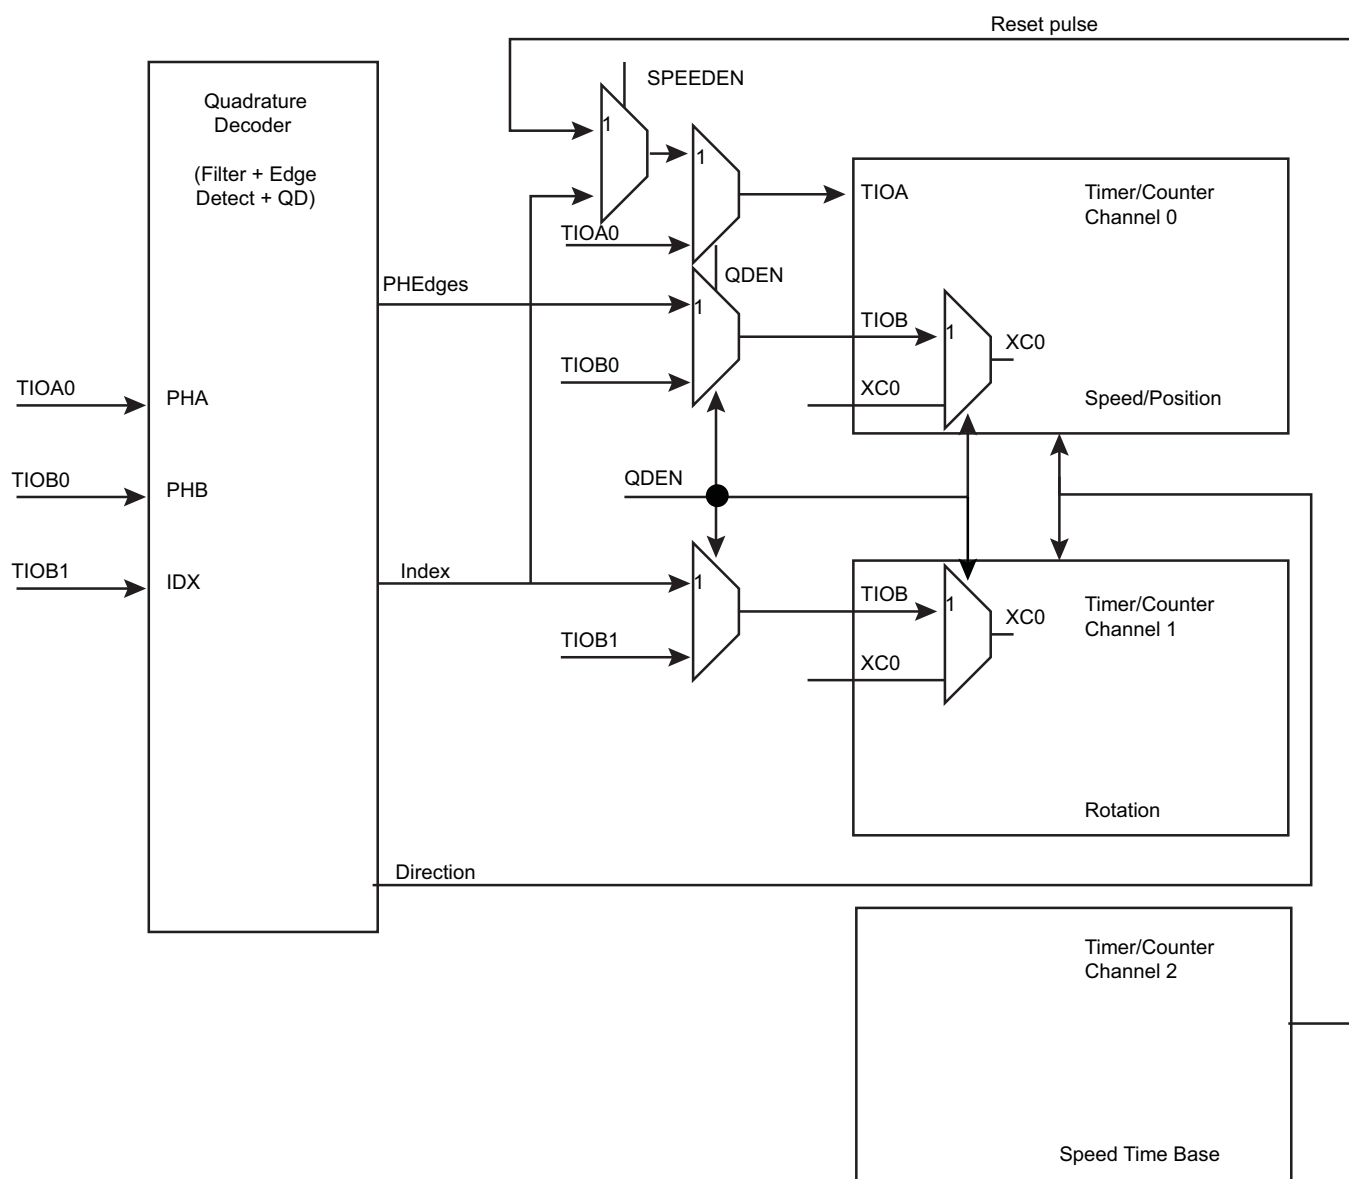 Reset pulse
SPEEDEN
Quadrature
Decoder
(Filter + Edge
Detect + QD)
1
1
TIOA
Timer/Counter
Channel 0
TIOA0
QDEN
PHEdges
1
TIOB
1
XC0
TIOB0
XC0
Speed/Position
TIOA0
PHA
QDEN
TIOB0
PHB
TIOB1
IDX
Index
1
TIOB
1
XC0
Timer/Counter
Channel 1
TIOB1
XC0
Rotation
Direction
Timer/Counter
Channel 2
Speed Time Base